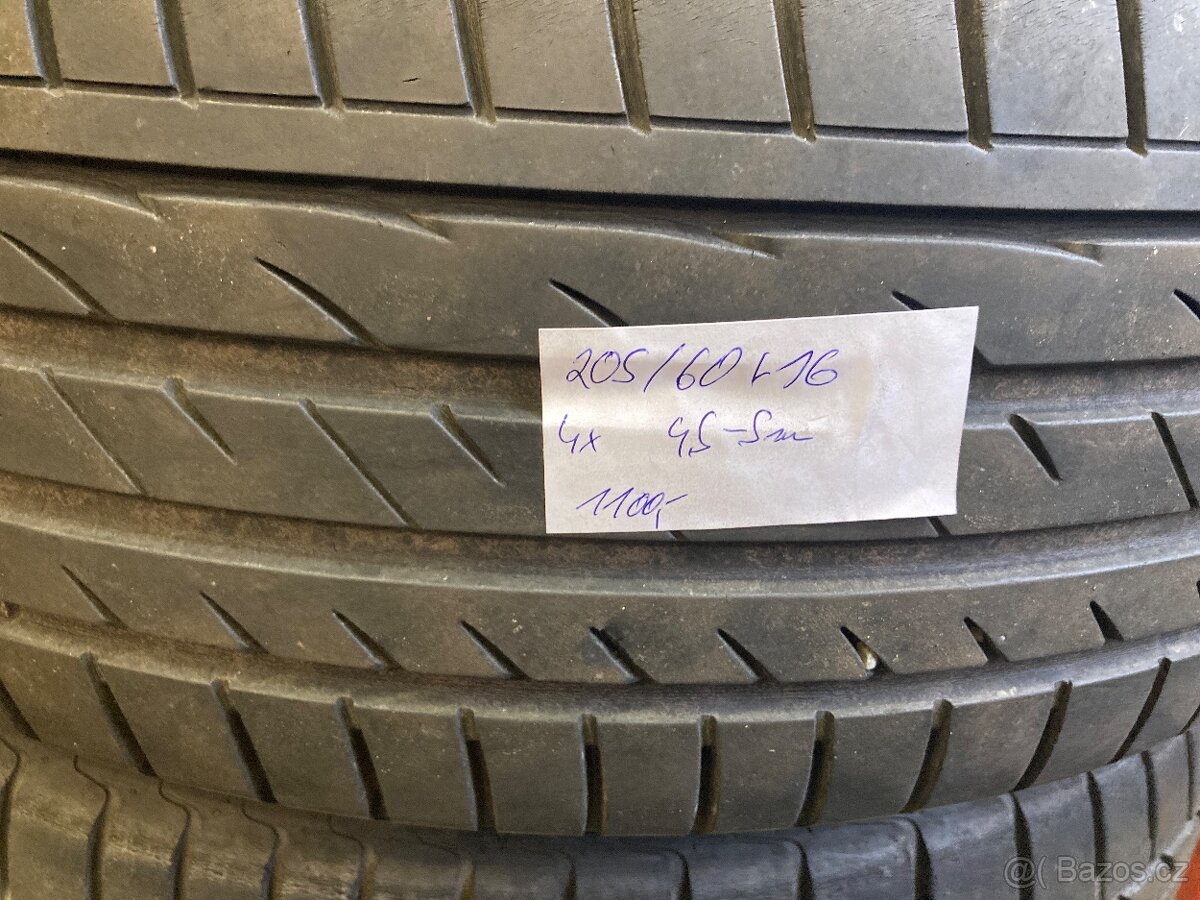 205/60 r16
4x 4,5-5mm
1100,-
@( Bazos.cz